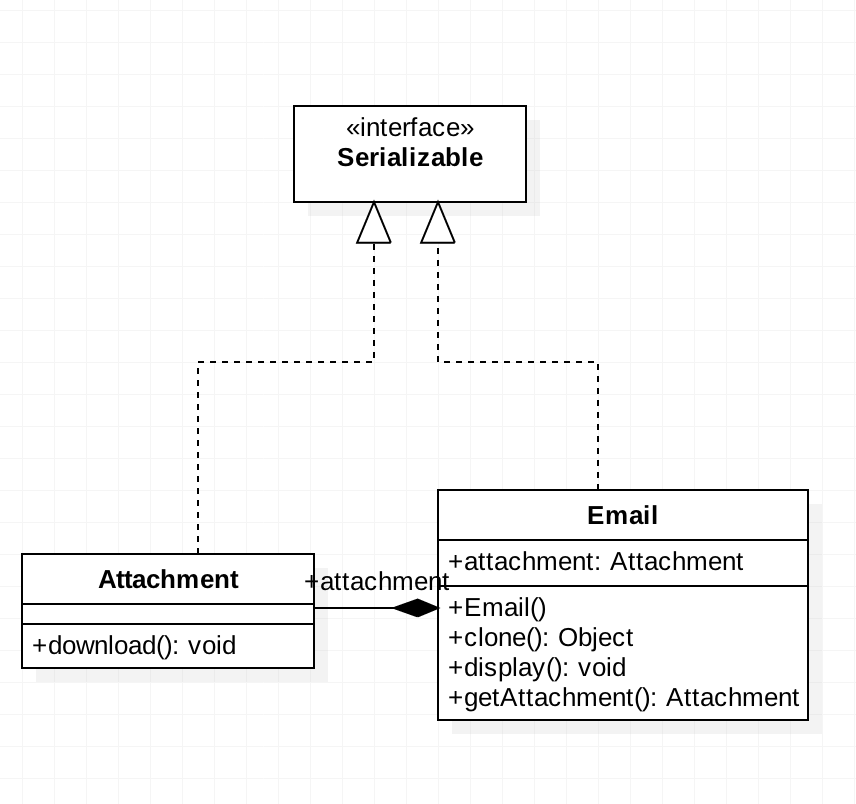 «interface»
Serializable
Attachment
+download(): void
+attachment
Email
+attachment: Attachment
+Email()
+clone(): Object
+display(): void
+getAttachment(): Attachment